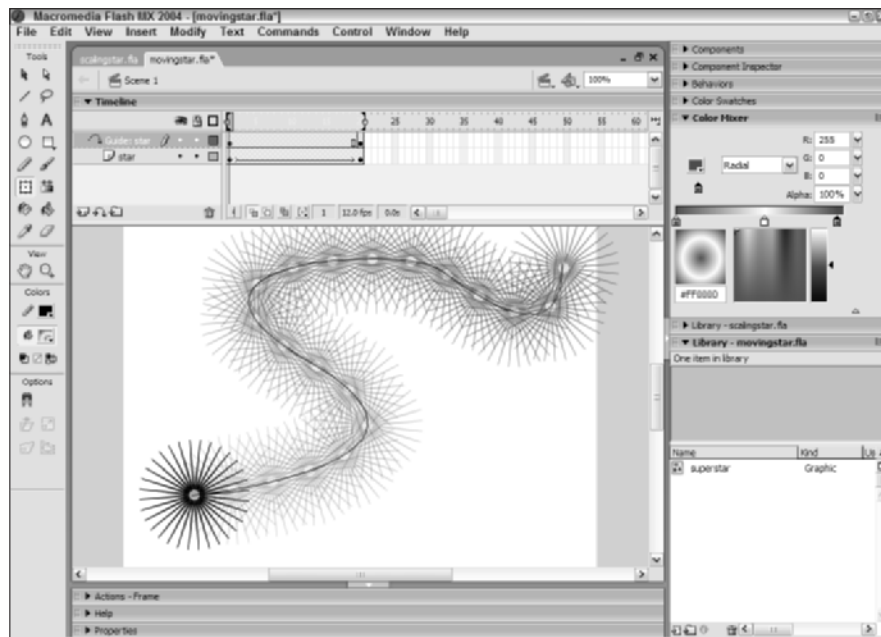 Macromedia Flash MX 2004 - [movingstar.fla*]
File Edit View Insert Modify Text Commands Control Window Help
Tools
View
Colors
Options
scalingstar.fla movingstar.fla*
Scene 1 100%
Timeline
25 30 35 40 45 50 55 60
Guide: star
star
1 12.0 fps 0.0s
Components
Component Inspector
Behaviors
Color Swatches
Color Mixer
R: 255
Radial G: 0
B: 0
Alpha: 100%
Library - scalingstar.fla
Library - movingstar.fla
One item in library
Name Kind
superstar Graphic
Actions - Frame
Help
Properties